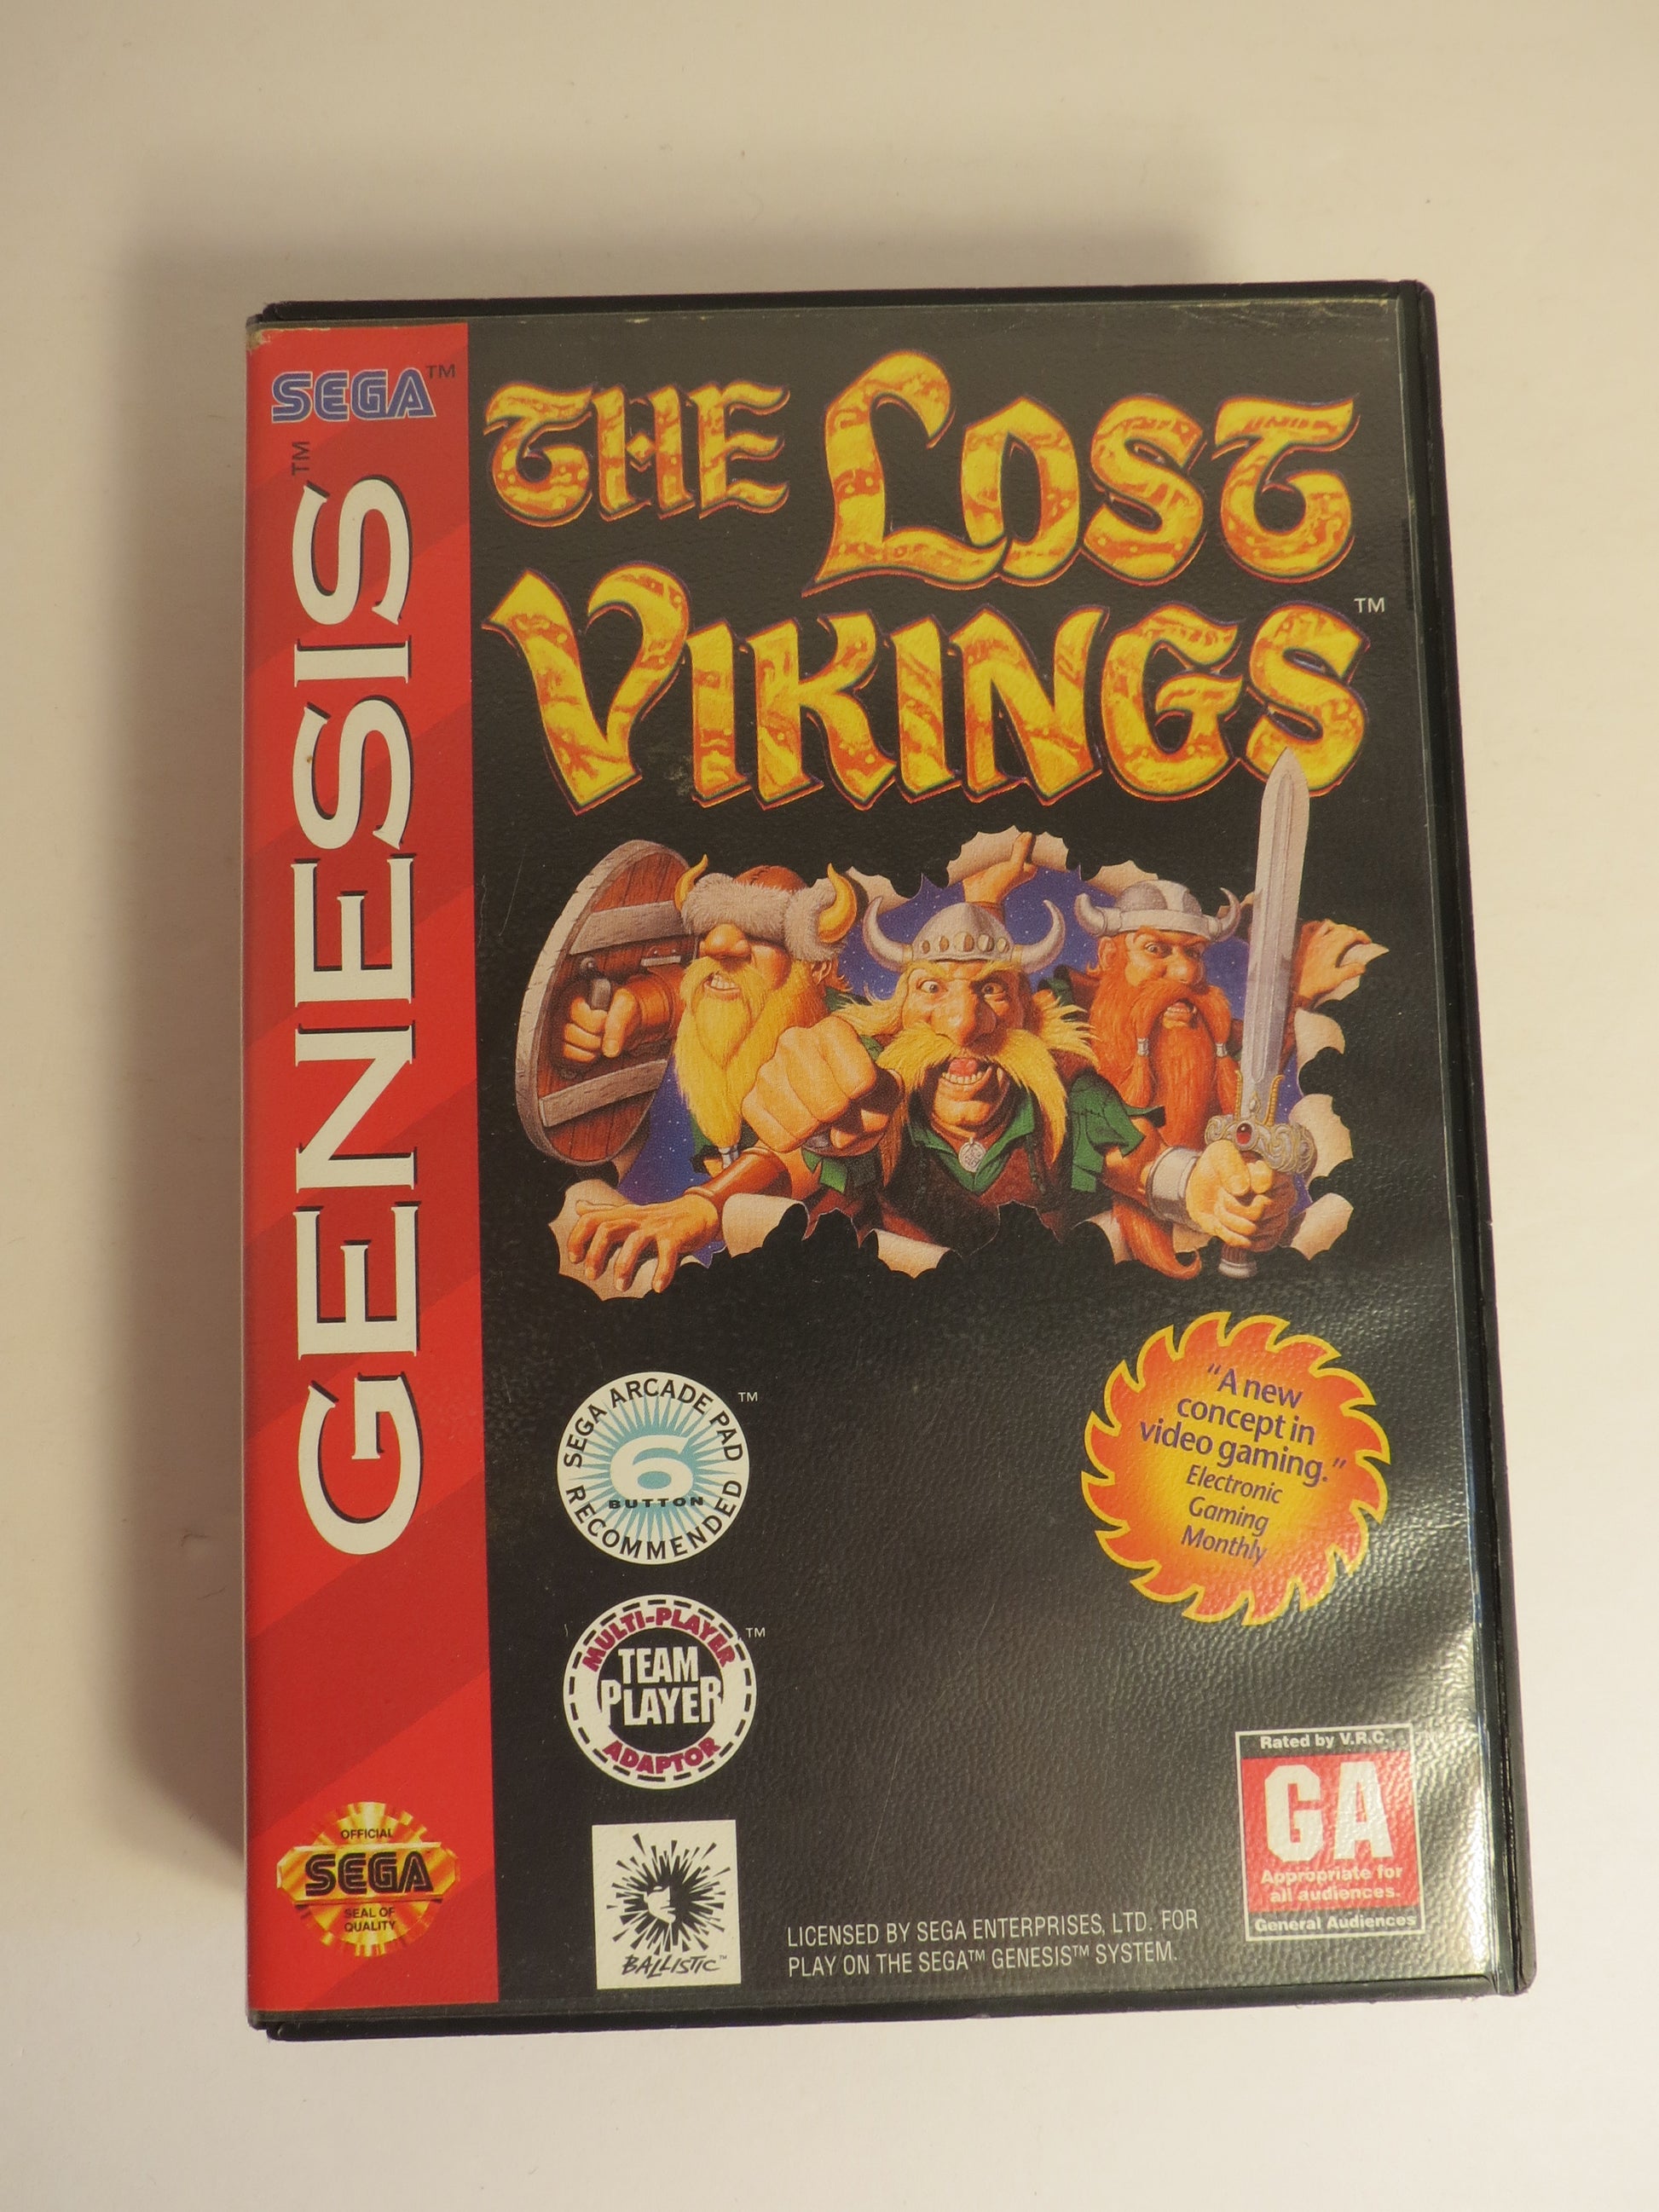 SEGA™
GENESIS™
THE LOST
VIKINGS™
SEGA ARCADE PAD
6
BUTTON
RECOMMENDED
™
"A new
concept in
video gaming."
Electronic
Gaming
Monthly
MULTI-PLAYER
TEAM
PLAYER
ADAPTOR
™
Rated by V.R.C.
GA
Appropriate for
all audiences.
General Audiences
OFFICIAL
SEGA
SEAL OF
QUALITY
BALLISTIC™
LICENSED BY SEGA ENTERPRISES, LTD. FOR
PLAY ON THE SEGA™ GENESIS™ SYSTEM.